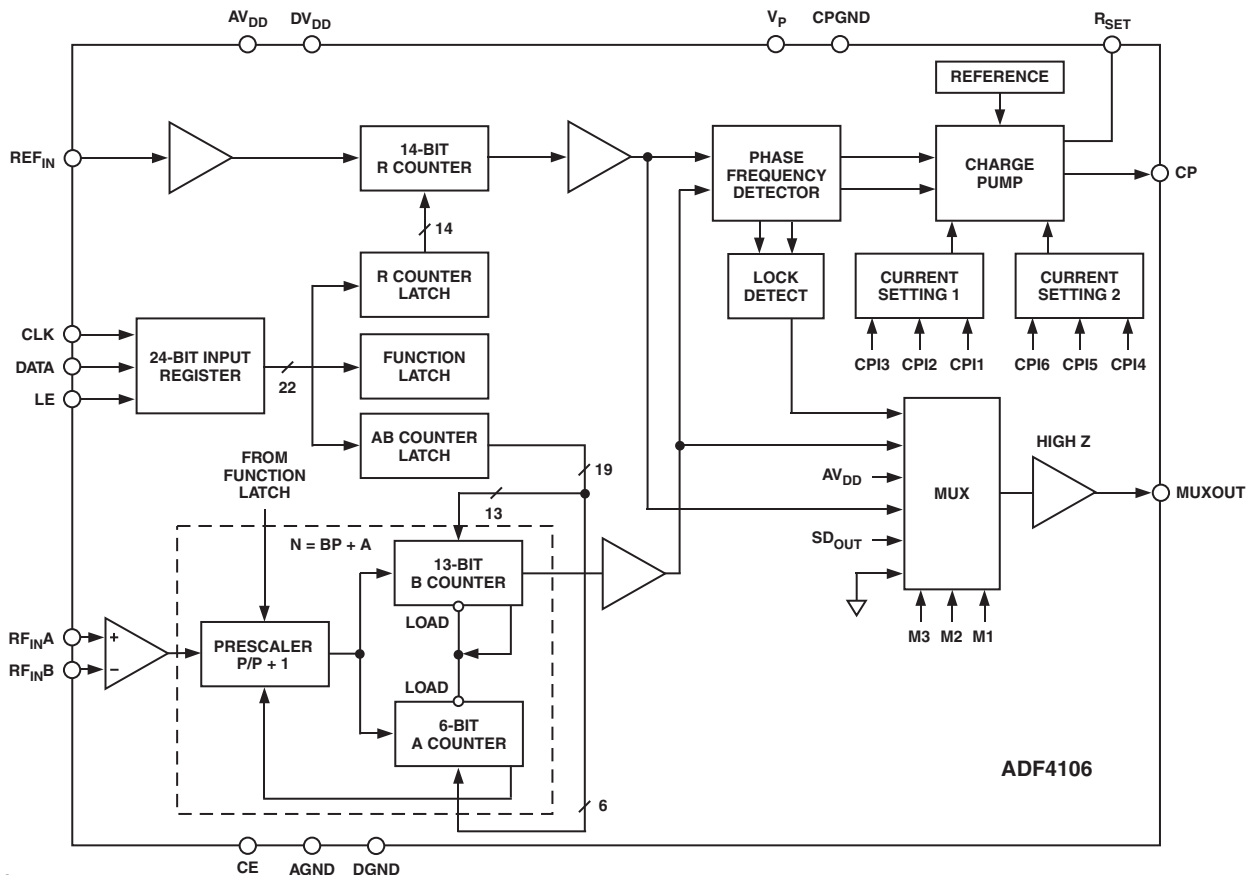 AVDD
DVDD
VP
CPGND
RSET
REFERENCE
REFIN
14-BIT
R COUNTER
PHASE
FREQUENCY
DETECTOR
CHARGE
PUMP
CP
14
R COUNTER
LATCH
LOCK
DETECT
CURRENT
SETTING 1
CURRENT
SETTING 2
CLK
DATA
LE
24-BIT INPUT
REGISTER
22
FUNCTION
LATCH
CPI3
CPI2
CPI1
CPI6
CPI5
CPI4
AB COUNTER
LATCH
19
13
FROM
FUNCTION
LATCH
HIGH Z
AVDD
MUX
MUXOUT
SDOUT
N = BP + A
13-BIT
B COUNTER
LOAD
M3
M2
M1
RFINA
RFINB
+
–
PRESCALER
P/P + 1
LOAD
6-BIT
A COUNTER
6
ADF4106
CE
AGND
DGND